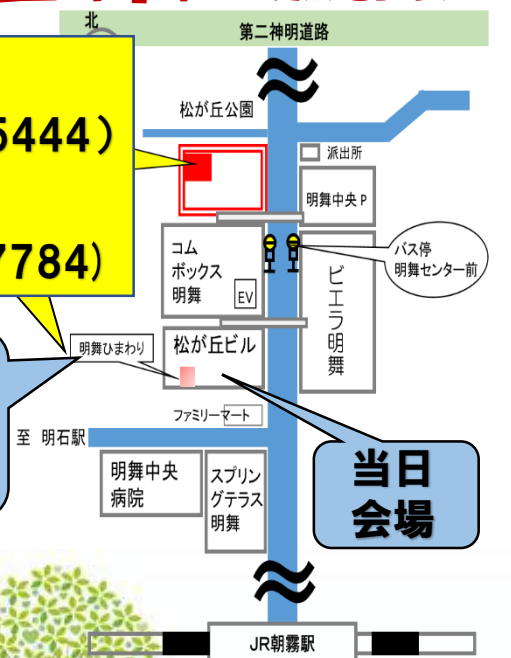 北
第二神明道路
5444）
松が丘公園
派出所
明舞中央Ｐ
7784)
コム
ボックス
明舞
EV
バス停
明舞センター前
ビエラ明舞
明舞ひまわり
松が丘ビル
ファミリーマート
至 明石駅
当日
会場
明舞中央
病院
スプリン
グテラス
明舞
JR朝霧駅